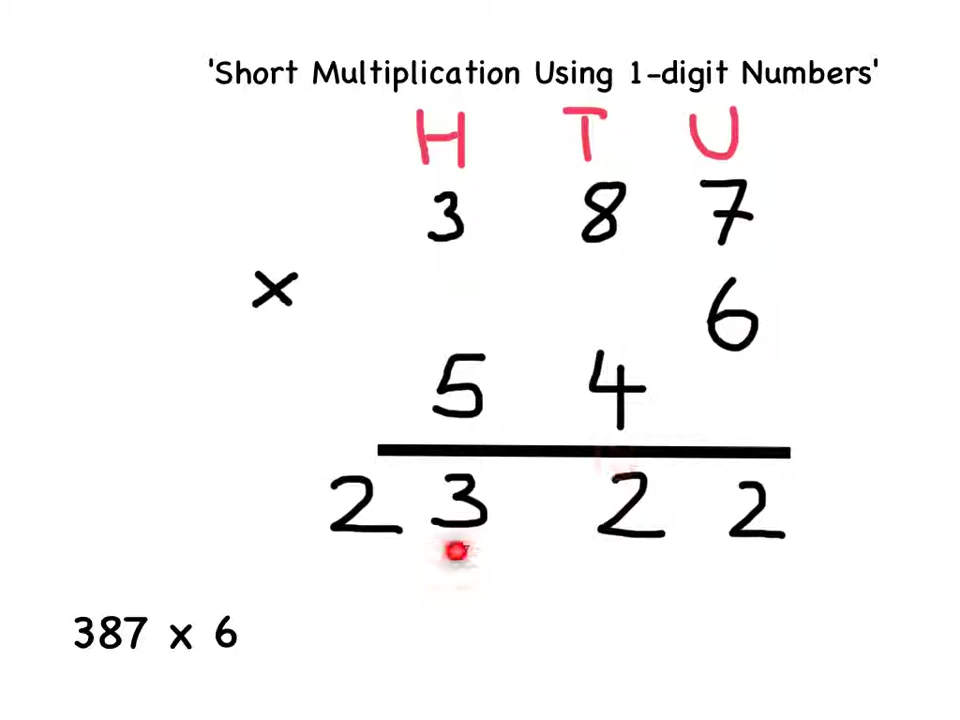 'Short Multiplication Using 1-digit Numbers'
H T U
3 8 7
x 6
5 4
2 3 2 2
387 x 6